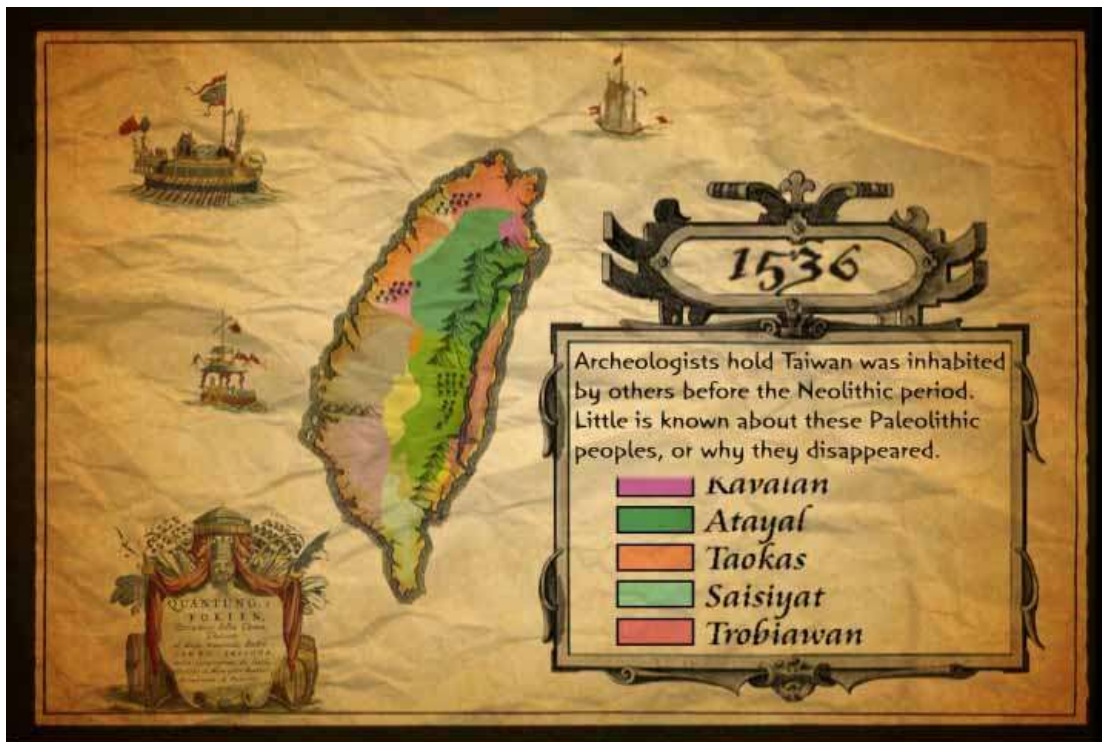 1536
Archeologists hold Taiwan was inhabited
by others before the Neolithic period.
Little is known about these Paleolithic
peoples, or why they disappeared.
Kavalan
Atayal
Taokas
Saisiyat
Trobiawan
QUANTUNG, e
FOKIEN,